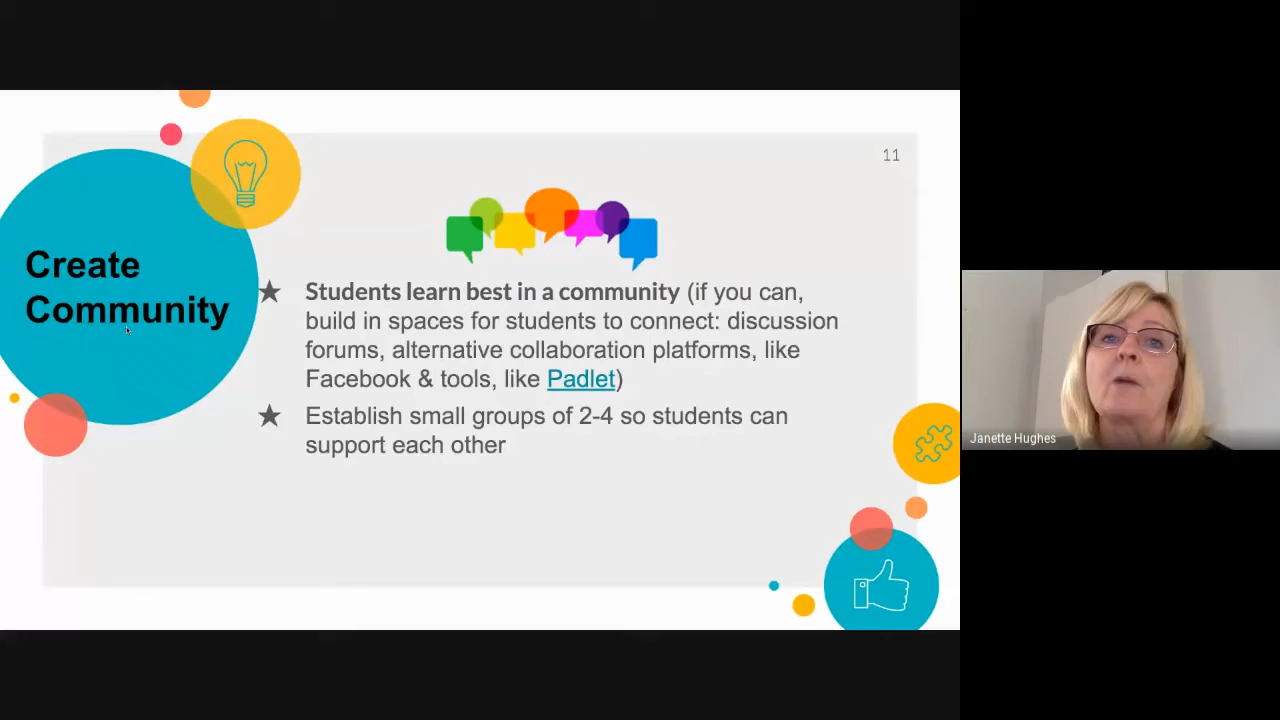 11
Create
Community
★ Students learn best in a community (if you can,
build in spaces for students to connect: discussion
forums, alternative collaboration platforms, like
Facebook & tools, like Padlet)
★ Establish small groups of 2-4 so students can
support each other
Janette Hughes